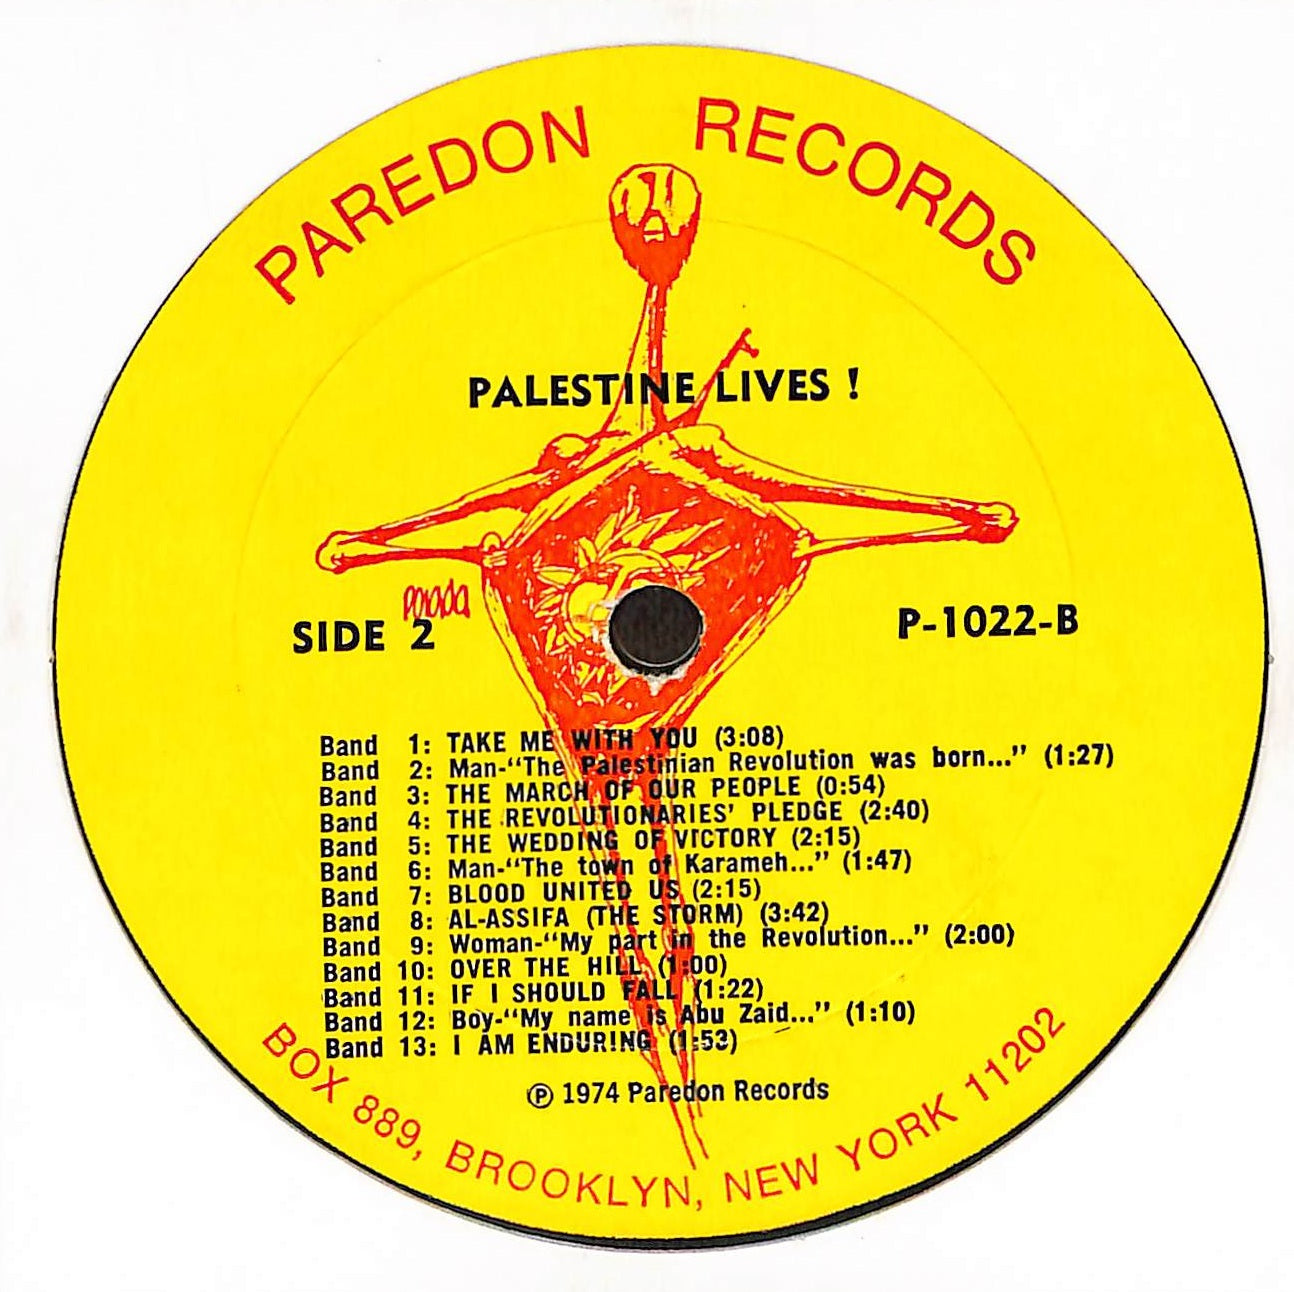 PAREDON RECORDS
PALESTINE LIVES !
posada
SIDE 2
P-1022-B
Band 1: TAKE ME WITH YOU (3:08)
Band 2: Man-“The Palestinian Revolution was born...” (1:27)
Band 3: THE MARCH OF OUR PEOPLE (0:54)
Band 4: THE REVOLUTIONARIES’ PLEDGE (2:40)
Band 5: THE WEDDING OF VICTORY (2:15)
Band 6: Man-“The town of Karameh...” (1:47)
Band 7: BLOOD UNITED US (2:15)
Band 8: AL-ASSIFA (THE STORM) (3:42)
Band 9: Woman-“My part in the Revolution...” (2:00)
Band 10: OVER THE HILL (1:00)
Band 11: IF I SHOULD FALL (1:22)
Band 12: Boy-“My name is Abu Zaid...” (1:10)
Band 13: I AM ENDURING (1:53)
Ⓟ 1974 Paredon Records
BOX 889, BROOKLYN, NEW YORK 11202